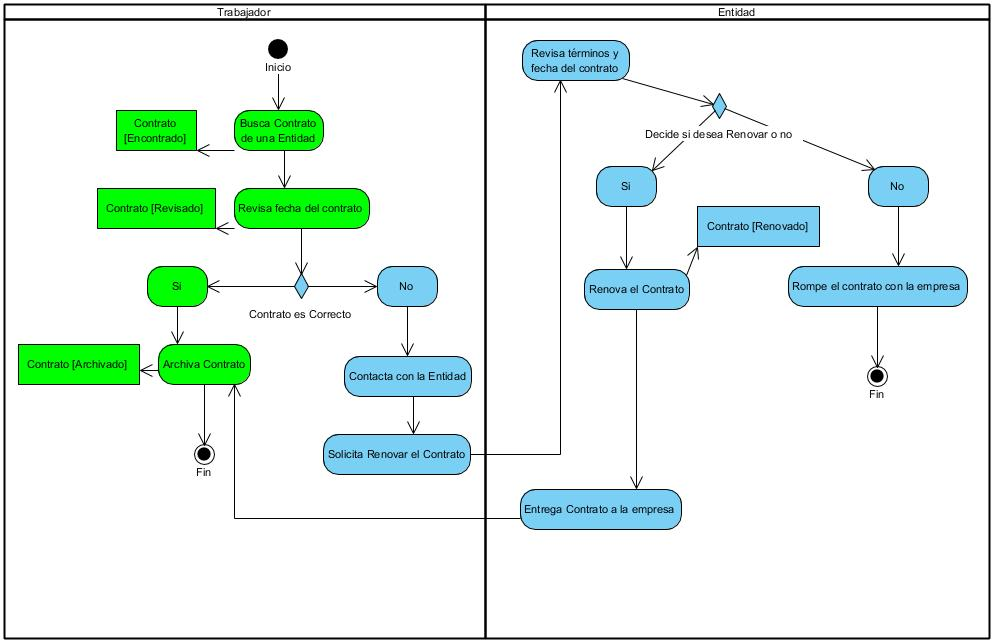 Trabajador
Entidad
Inicio
Busca Contrato
de una Entidad
Contrato
[Encontrado]
Revisa fecha del contrato
Contrato [Revisado]
Si
No
Contrato es Correcto
Archiva Contrato
Contrato [Archivado]
Fin
Contacta con la Entidad
Solicita Renovar el Contrato
Revisa términos y
fecha del contrato
Decide si desea Renovar o no
Si
No
Contrato [Renovado]
Renova el Contrato
Rompe el contrato con la empresa
Fin
Entrega Contrato a la empresa